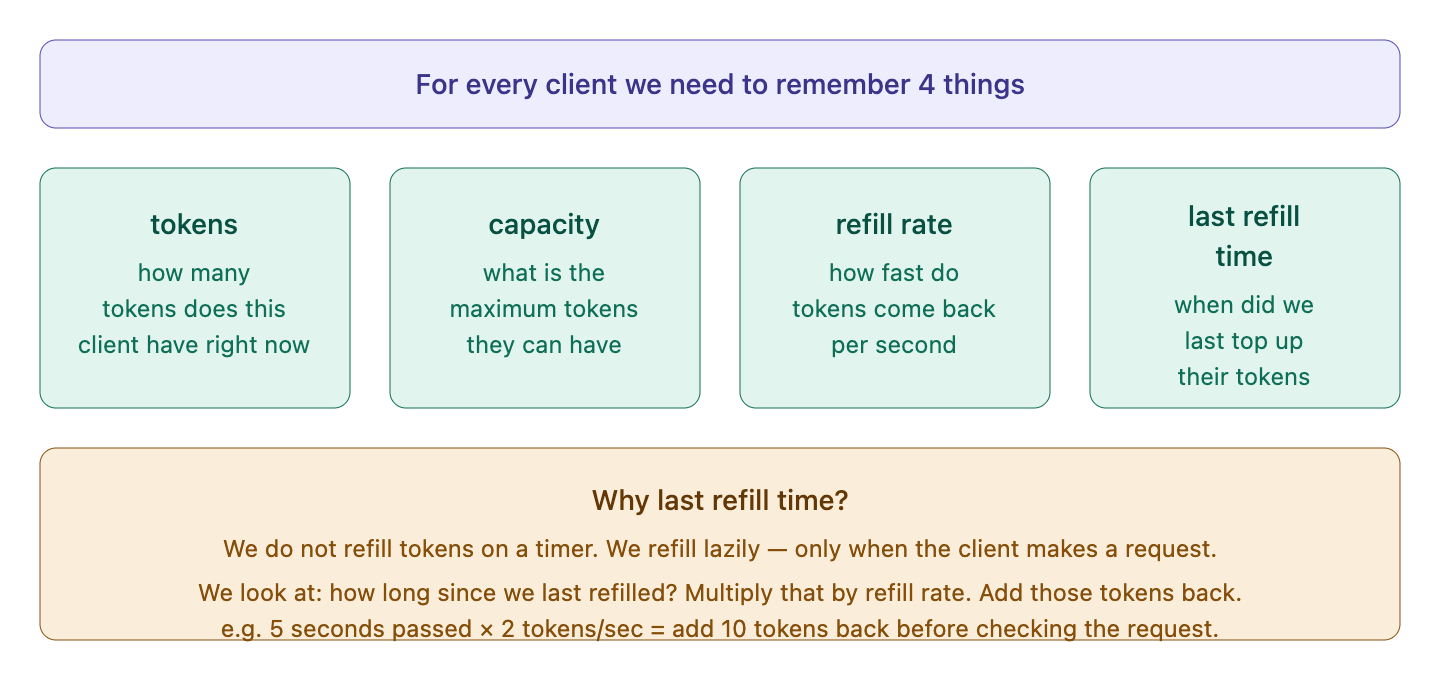 For every client we need to remember 4 things
tokens
how many
tokens does this
client have right now
capacity
what is the
maximum tokens
they can have
refill rate
how fast do
tokens come back
per second
last refill
time
when did we
last top up
their tokens
Why last refill time?
We do not refill tokens on a timer. We refill lazily — only when the client makes a request.
We look at: how long since we last refilled? Multiply that by refill rate. Add those tokens back.
e.g. 5 seconds passed × 2 tokens/sec = add 10 tokens back before checking the request.